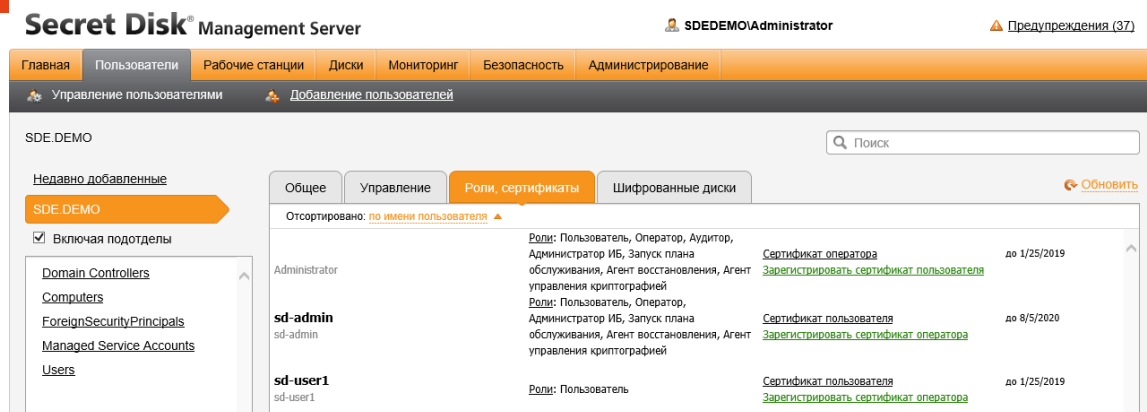 Secret Disk® Management Server
SDEDEMO\Administrator
Предупреждения (37)
Главная
Пользователи
Рабочие станции
Диски
Мониторинг
Безопасность
Администрирование
Управление пользователями
Добавление пользователей
SDE.DEMO
Поиск
Недавно добавленные
SDE.DEMO
Включая подотделы
Domain Controllers
Computers
ForeignSecurityPrincipals
Managed Service Accounts
Users
Общее
Управление
Роли, сертификаты
Шифрованные диски
Обновить
Отсортировано: по имени пользователя
Administrator
Роли: Пользователь, Оператор, Аудитор,
Администратор ИБ, Запуск плана
обслуживания, Агент восстановления, Агент
управления криптографией
Сертификат оператора
до 1/25/2019
Зарегистрировать сертификат пользователя
sd-admin
sd-admin
Роли: Пользователь, Оператор,
Администратор ИБ, Запуск плана
обслуживания, Агент восстановления, Агент
управления криптографией
Сертификат пользователя
до 8/5/2020
Зарегистрировать сертификат оператора
sd-user1
sd-user1
Роли: Пользователь
Сертификат пользователя
до 1/25/2019
Зарегистрировать сертификат оператора